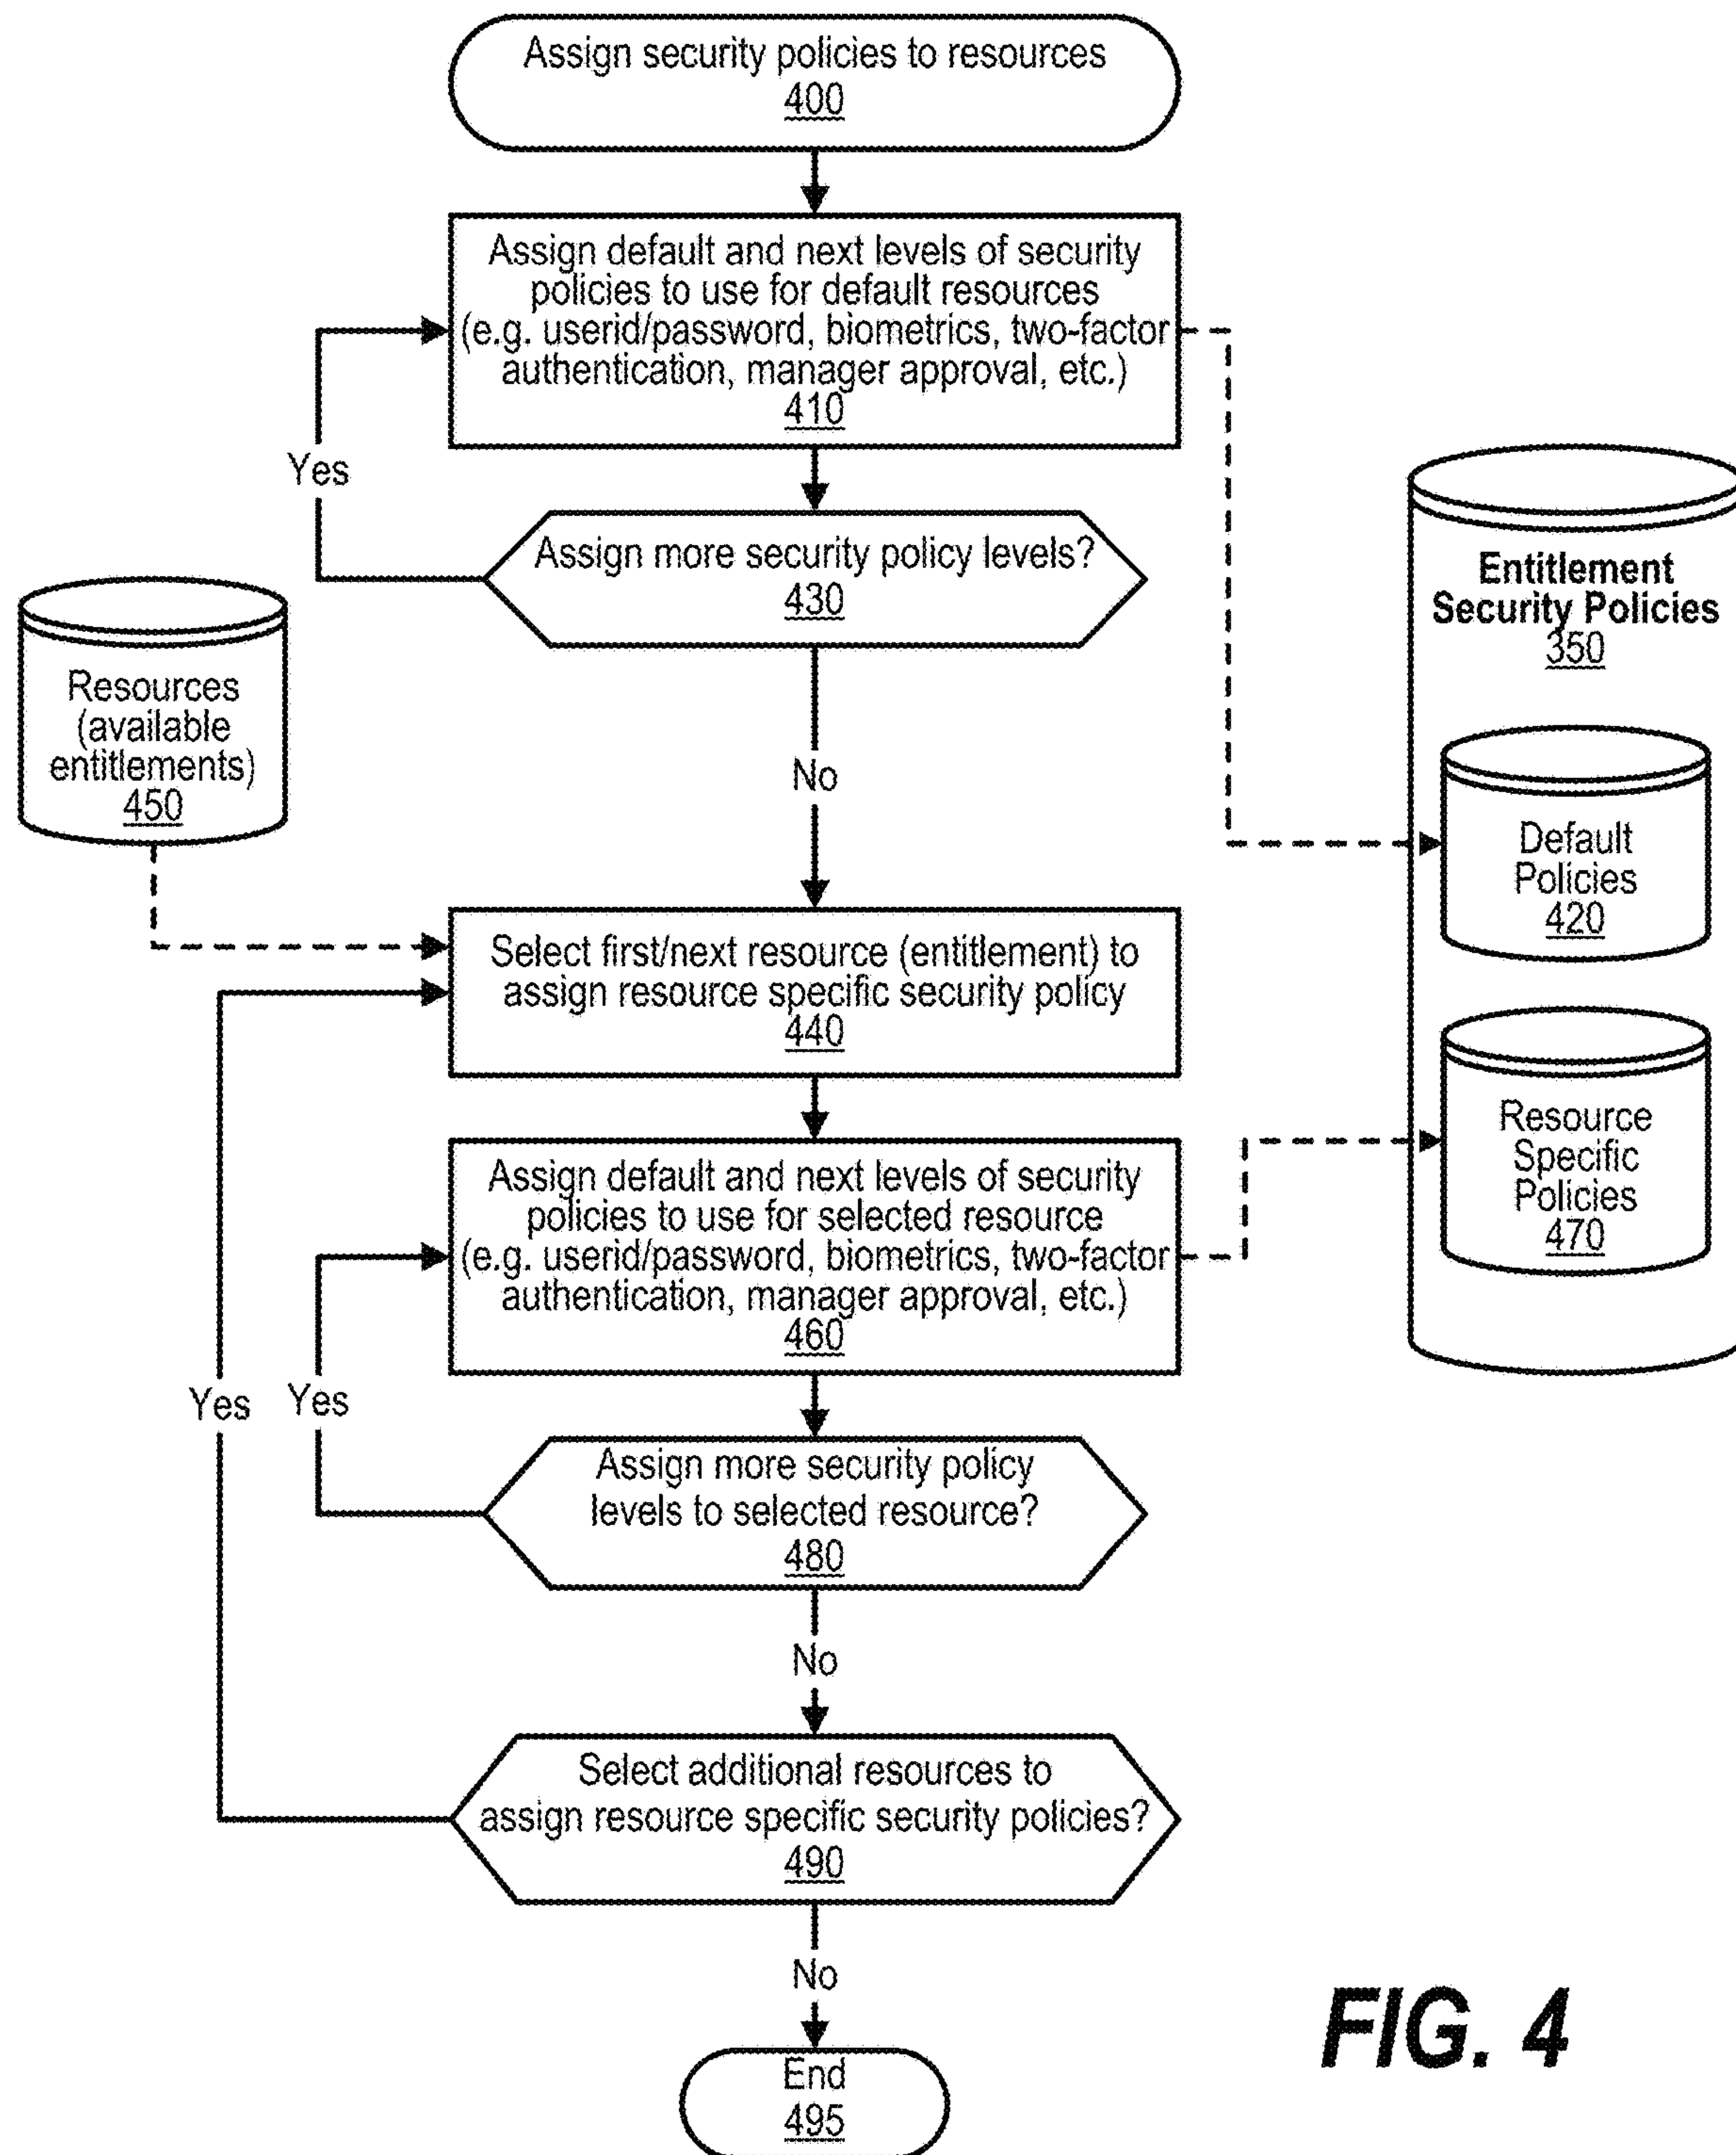 Assign security policies to resources
400
Assign default and next levels of security
policies to use for default resources
(e.g. userid/password, biometrics, two-factor
authentication, manager approval, etc.)
410
Yes
Assign more security policy levels?
430
Entitlement
Security Policies
350
Resources
(available
entitlements)
450
No
Default
Policies
420
Select first/next resource (entitlement) to
assign resource specific security policy
440
Resource
Specific
Policies
470
Assign default and next levels of security
policies to use for selected resource
(e.g. userid/password, biometrics, two-factor
authentication, manager approval, etc.)
460
Yes
Yes
Assign more security policy
levels to selected resource?
480
No
Select additional resources to
assign resource specific security policies?
490
No
End
495
FIG. 4